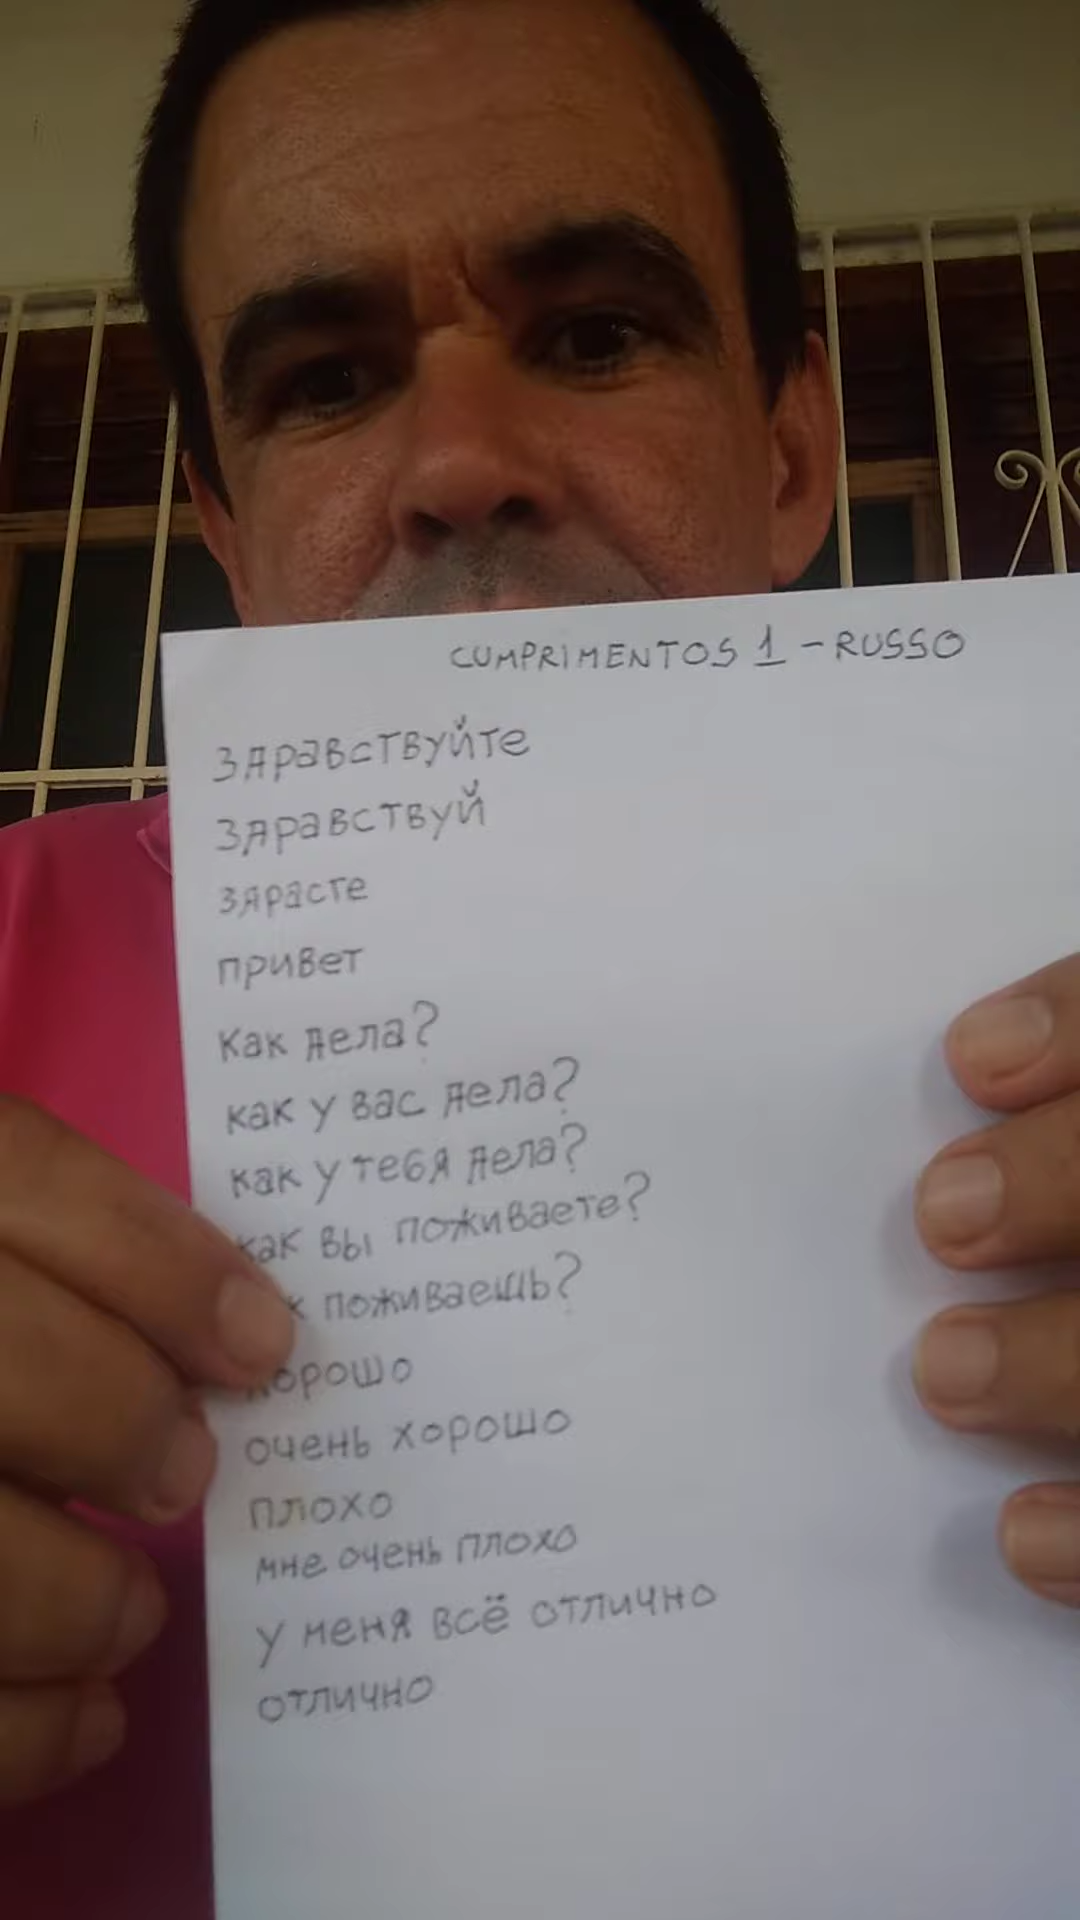 CUMPRIMENTOS 1 - RUSSO
здравствуйте
здравствуй
здрасте
привет
как дела?
как у вас дела?
как у тебя дела?
как вы поживаете?
поживаешь?
хорошо
очень хорошо
плохо
мне очень плохо
у меня всё отлично
отлично